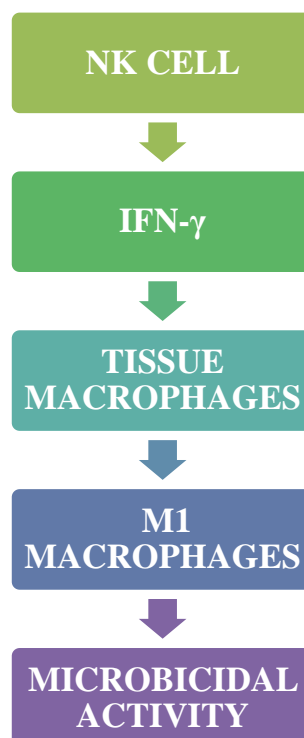 NK CELL
IFN-γ
TISSUE
MACROPHAGES
M1
MACROPHAGES
MICROBICIDAL
ACTIVITY